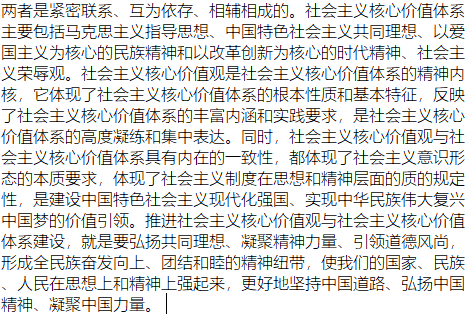 两者是紧密联系、互为依存、相辅相成的。社会主义核心价值体系
主要包括马克思主义指导思想、中国特色社会主义共同理想、以爱
国主义为核心的民族精神和以改革创新为核心的时代精神、社会主
义荣辱观。社会主义核心价值观是社会主义核心价值体系的精神内
核，它体现了社会主义核心价值体系的根本性质和基本特征，反映
了社会主义核心价值体系的丰富内涵和实践要求，是社会主义核心
价值体系的高度凝练和集中表达。同时，社会主义核心价值观与社
会主义核心价值体系具有内在的一致性，都体现了社会主义意识形
态的本质要求，体现了社会主义制度在思想和精神层面的质的规定
性，是建设中国特色社会主义现代化强国、实现中华民族伟大复兴
中国梦的价值引领。推进社会主义核心价值观与社会主义核心价值
体系建设，就是要弘扬共同理想、凝聚精神力量、引领道德风尚，
形成全民族奋发向上、团结和睦的精神纽带，使我们的国家、民族
、人民在思想上和精神上强起来，更好地坚持中国道路、弘扬中国
精神、凝聚中国力量。